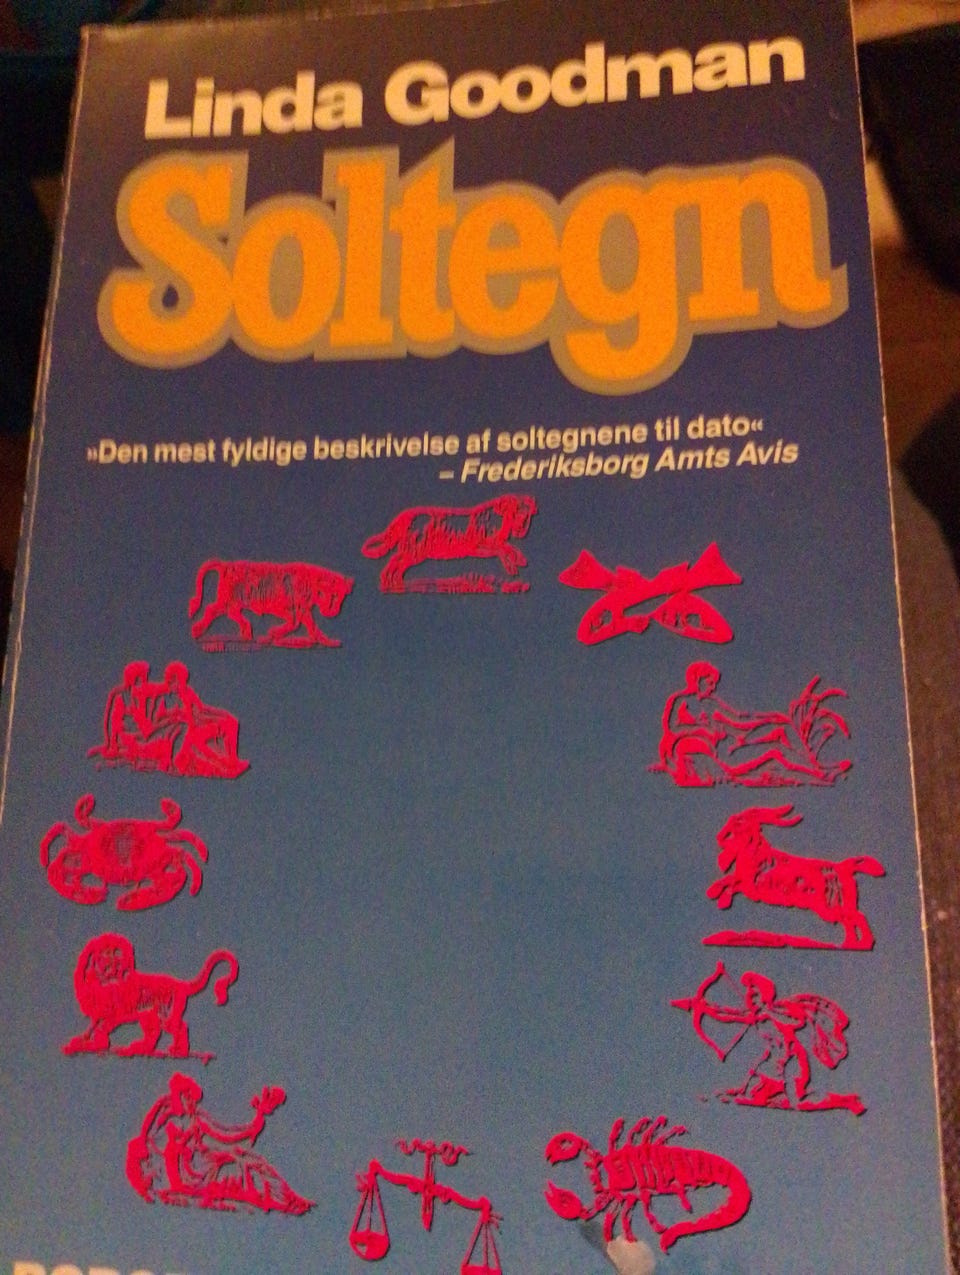 Linda Goodman
Soltegn
»Den mest fyldige beskrivelse af soltegnene til dato«
– Frederiksborg Amts Avis